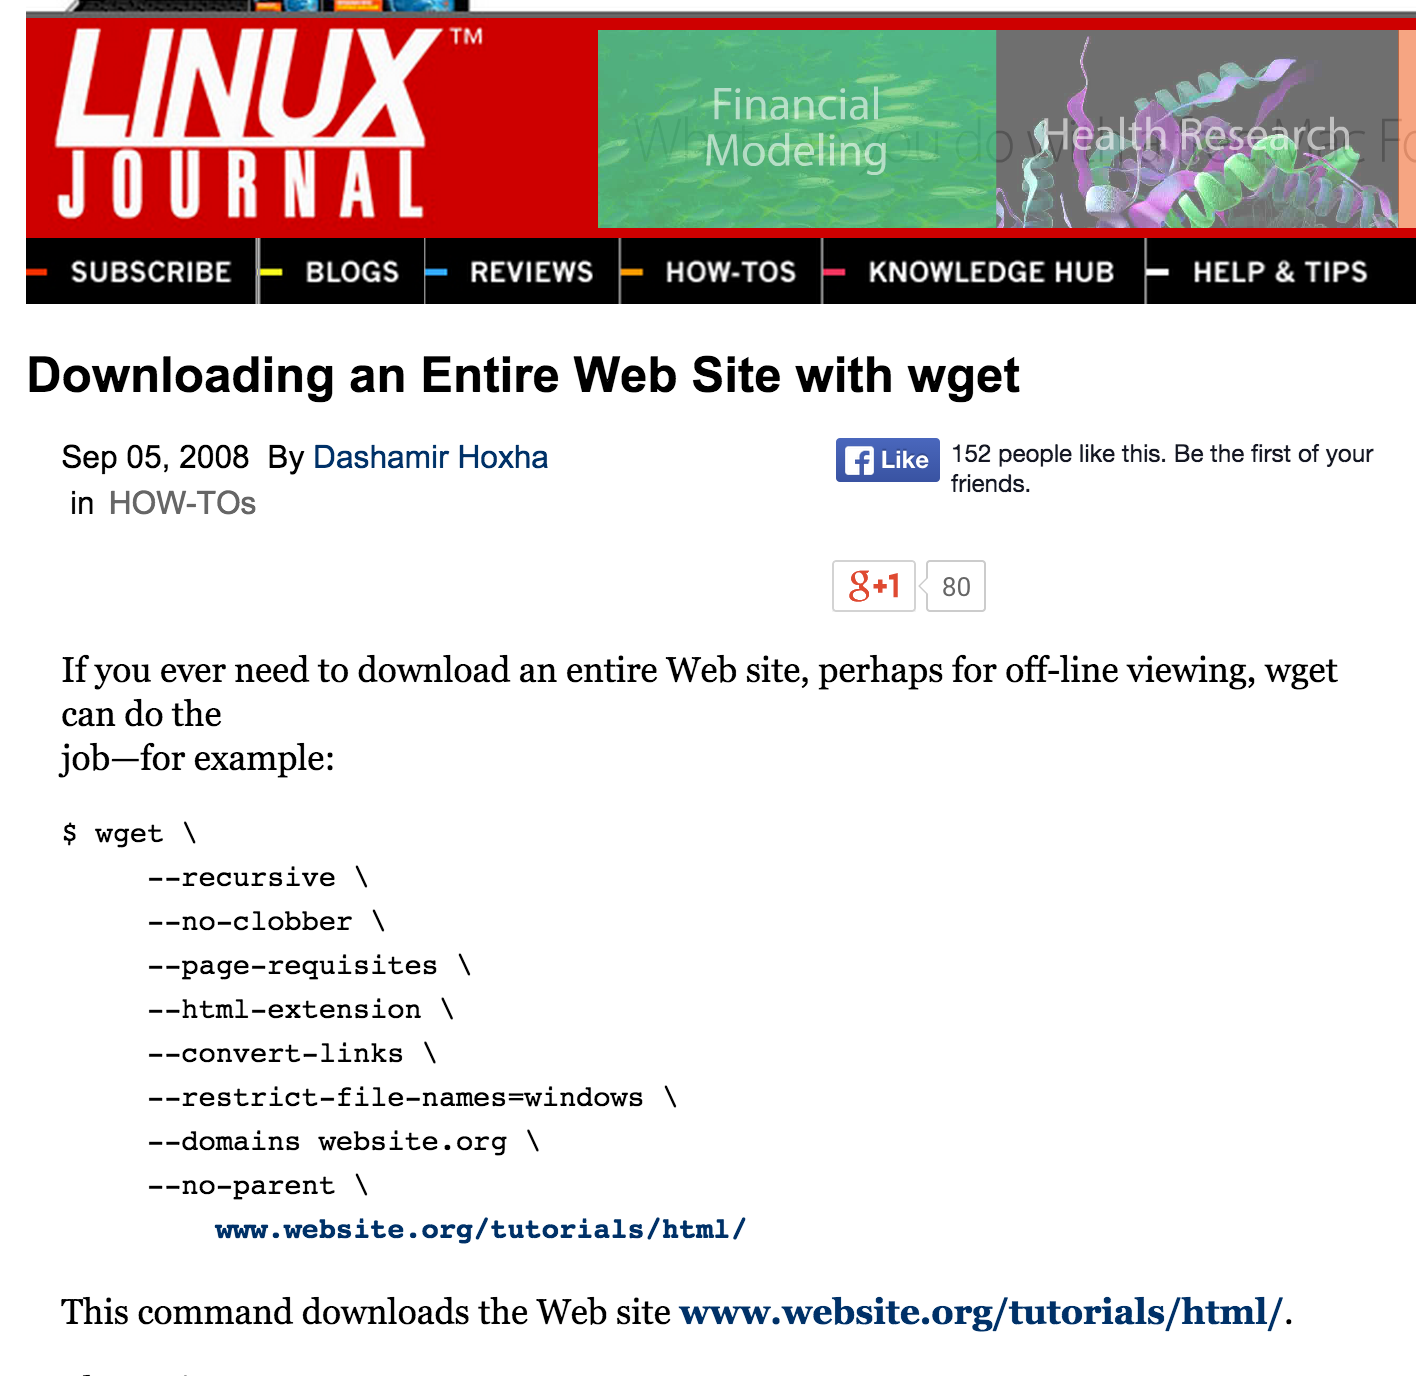 LINUX™
JOURNAL
Financial
Modeling
Health Research
SUBSCRIBE
BLOGS
REVIEWS
HOW-TOS
KNOWLEDGE HUB
HELP & TIPS
Downloading an Entire Web Site with wget
Sep 05, 2008 By Dashamir Hoxha
in HOW-TOs
Like
152 people like this. Be the first of your
friends.
g+1
80
If you ever need to download an entire Web site, perhaps for off-line viewing, wget
can do the
job—for example:
$ wget \
--recursive \
--no-clobber \
--page-requisites \
--html-extension \
--convert-links \
--restrict-file-names=windows \
--domains website.org \
--no-parent \
www.website.org/tutorials/html/
This command downloads the Web site www.website.org/tutorials/html/.